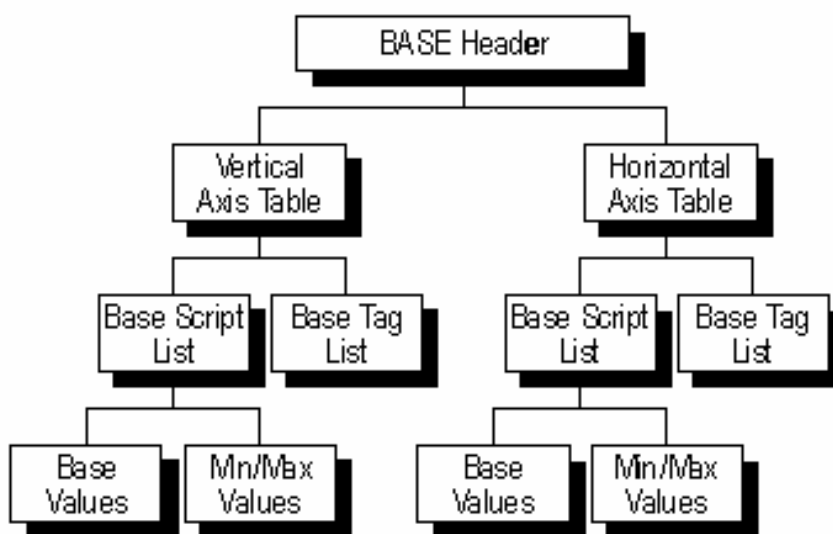 BASE Header
Vertical
Axis Table
Horizontal
Axis Table
Base Script
List
Base Tag
List
Base Script
List
Base Tag
List
Base
Values
Min/Max
Values
Base
Values
Min/Max
Values